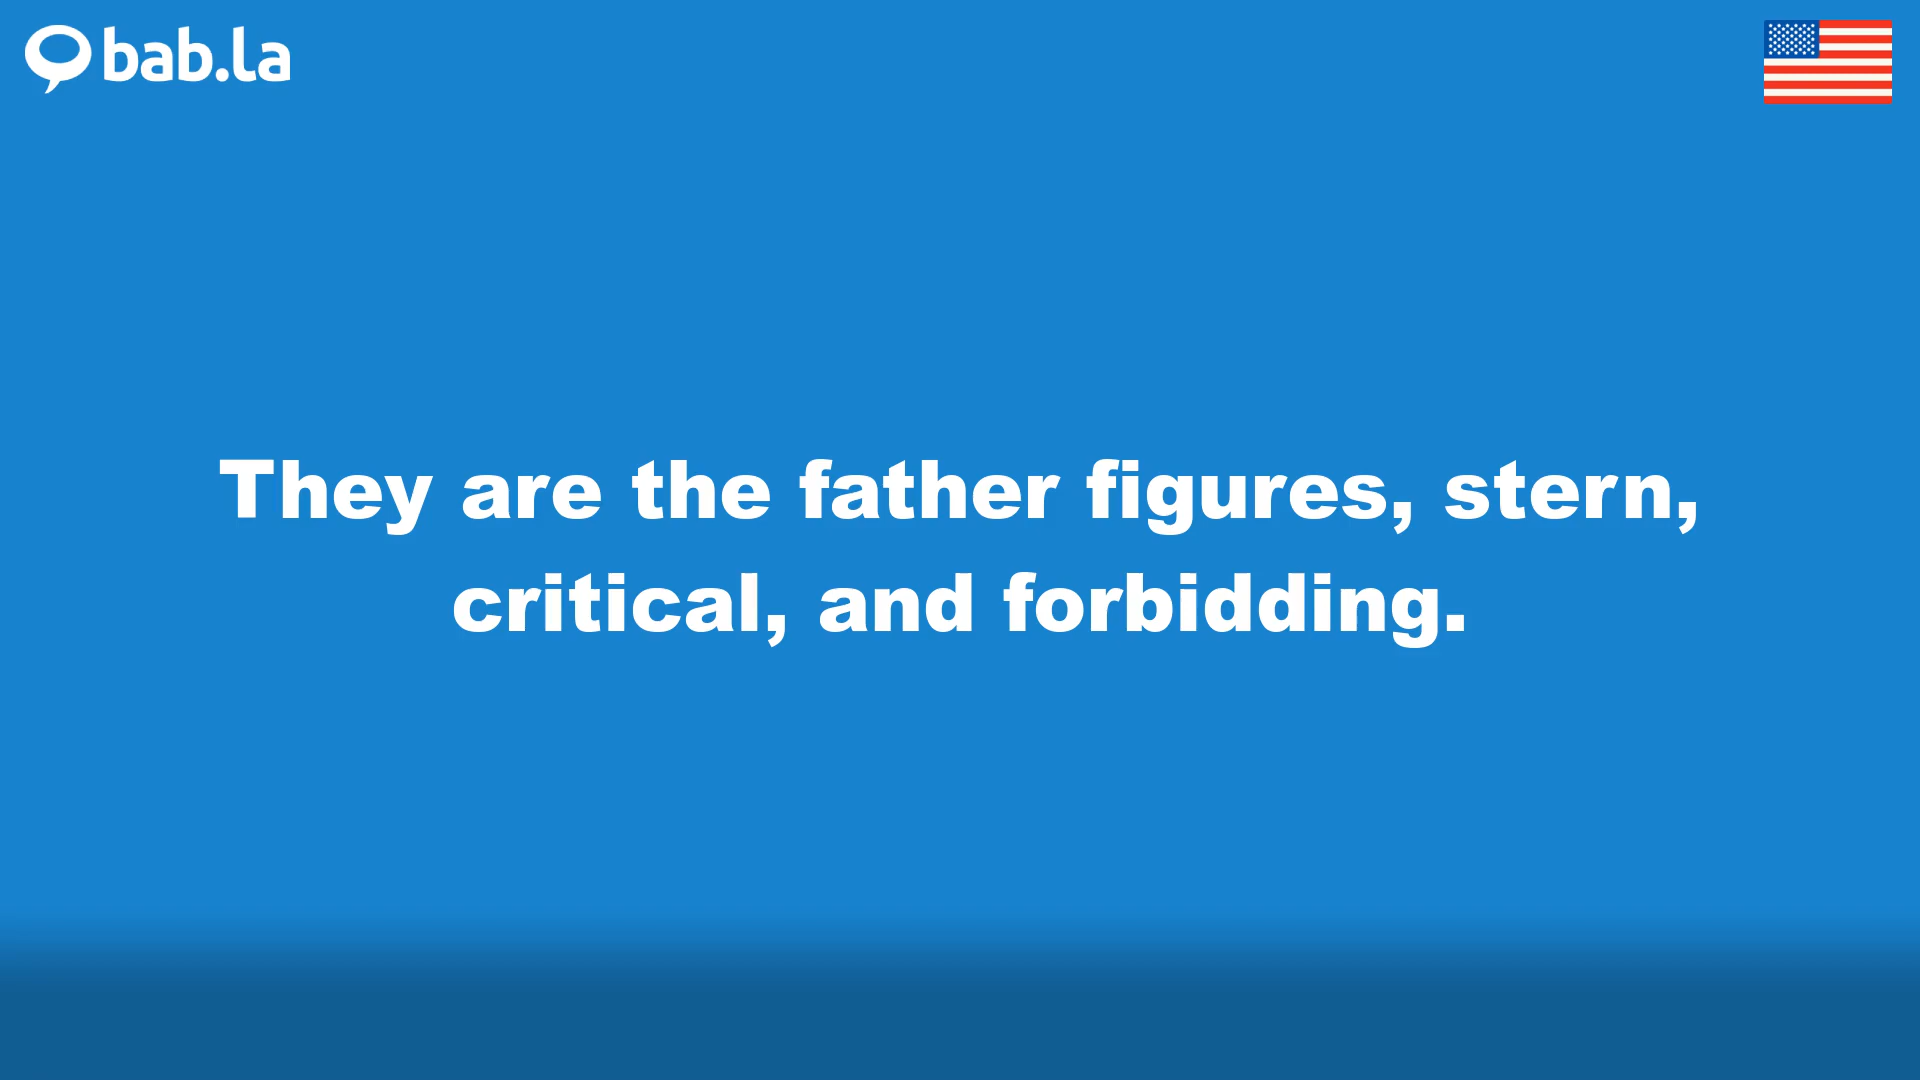 bab.la
They are the father figures, stern,
critical, and forbidding.